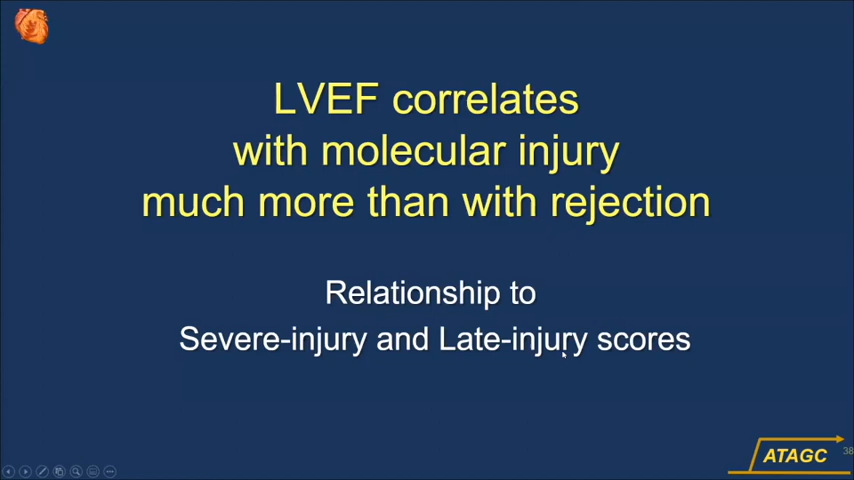 LVEF correlates
with molecular injury
much more than with rejection
Relationship to
Severe-injury and Late-injury scores
ATAGC
38